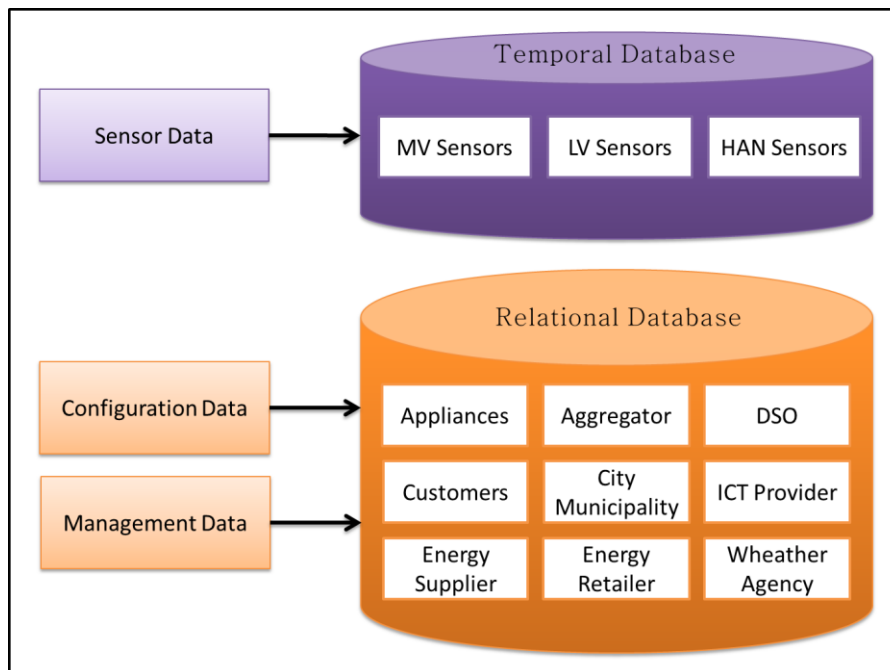 Temporal Database
Sensor Data
MV Sensors
LV Sensors
HAN Sensors
Relational Database
Configuration Data
Appliances
Aggregator
DSO
Management Data
Customers
City
Municipality
ICT Provider
Energy
Supplier
Energy
Retailer
Wheather
Agency